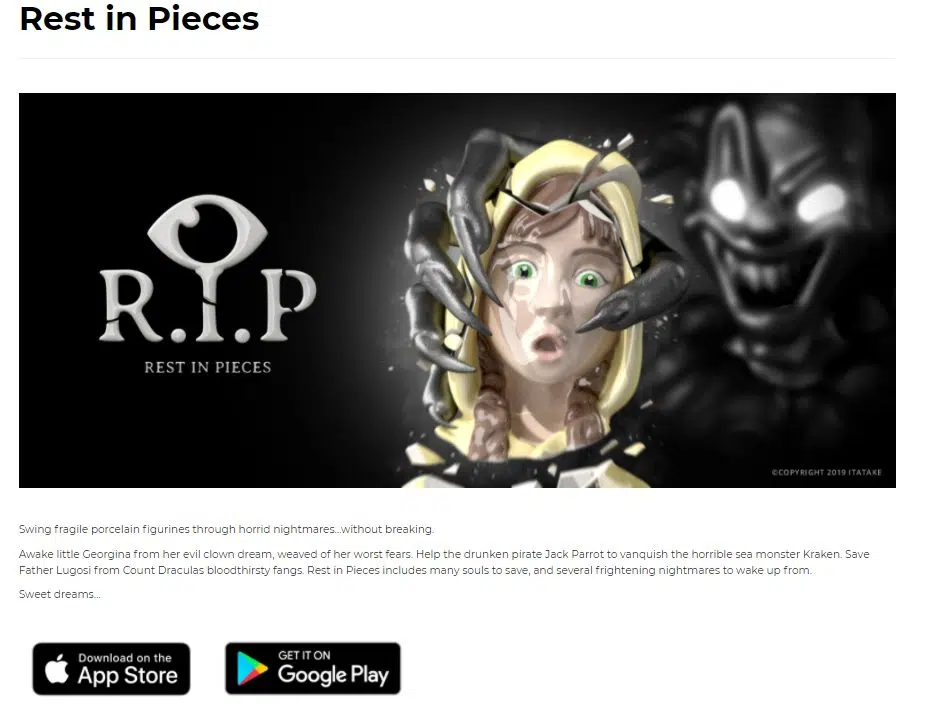 Rest in Pieces
R.I.P
REST IN PIECES
©COPYRIGHT 2019 ITATAKE
Swing fragile porcelain figurines through horrid nightmares...without breaking.
Awake little Georgina from her evil clown dream, weaved of her worst fears. Help the drunken pirate Jack Parrot to vanquish the horrible sea monster Kraken. Save
Father Lugosi from Count Draculas bloodthirsty fangs. Rest in Pieces includes many souls to save, and several frightening nightmares to wake up from.
Sweet dreams...
Download on the
App Store
GET IT ON
Google Play